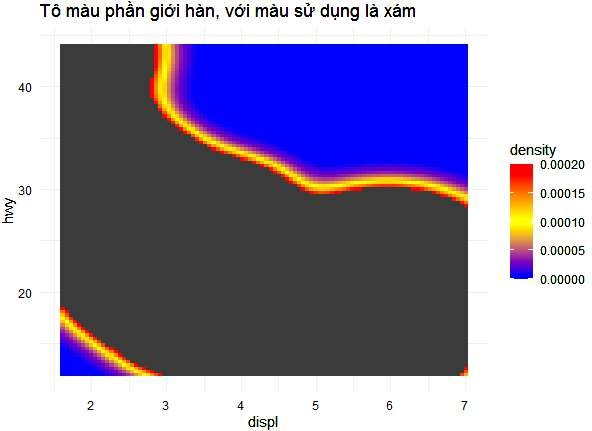 Tô màu phần giới hàn, với màu sử dụng là xám
40
30
20
hwy
2 3 4 5 6 7
displ
density
0.00020
0.00015
0.00010
0.00005
0.00000